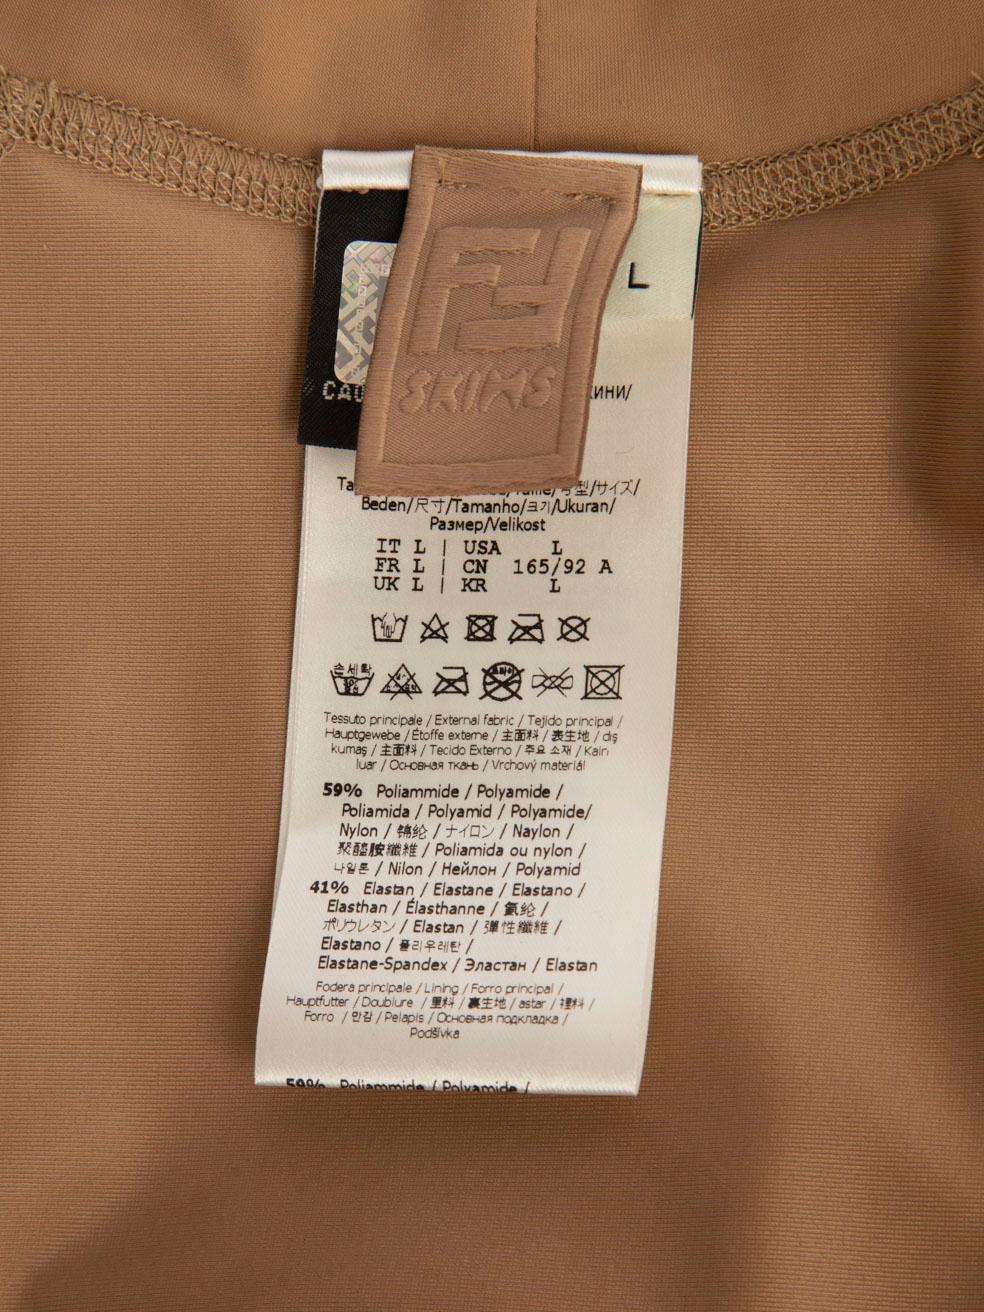 L
SKIMS
КИНИ/
Beden/尺寸/Tamanho/크기/Ukuran/
Размер/Velikost
IT L | USA L
FR L | CN 165/92 A
UK L | KR L
손세탁
30℃
Tessuto principale / External fabric / Tejido principal /
Hauptgewebe / Étoffe externe / 主面料 / 表生地 / dış
kumaş / 主面料 / Tecido Externo / 주요 소재 / Kain
luar / Основная ткань / Vrchový materiál
59% Poliammide / Polyamide /
Poliamida / Polyamid / Polyamide/
Nylon / 锦纶 / ナイロン / Naylon /
聚醯胺纖維 / Poliamida ou nylon /
나일론 / Nilon / Нейлон / Polyamid
41% Elastan / Elastane / Elastano /
Elasthan / Élasthanne / 氨纶 /
ポリウレタン / Elastan / 彈性纖維 /
Elastano / 폴리우레탄 /
Elastane-Spandex / Эластан / Elastan
Fodera principale / Lining / Forro principal /
Hauptfutter / Doublure / 里料 / 裏生地 / astar / 裡料 /
Forro / 안감 / Pelapis / Основная подкладка /
Podšívka
59% Poliammide / Polyamide /